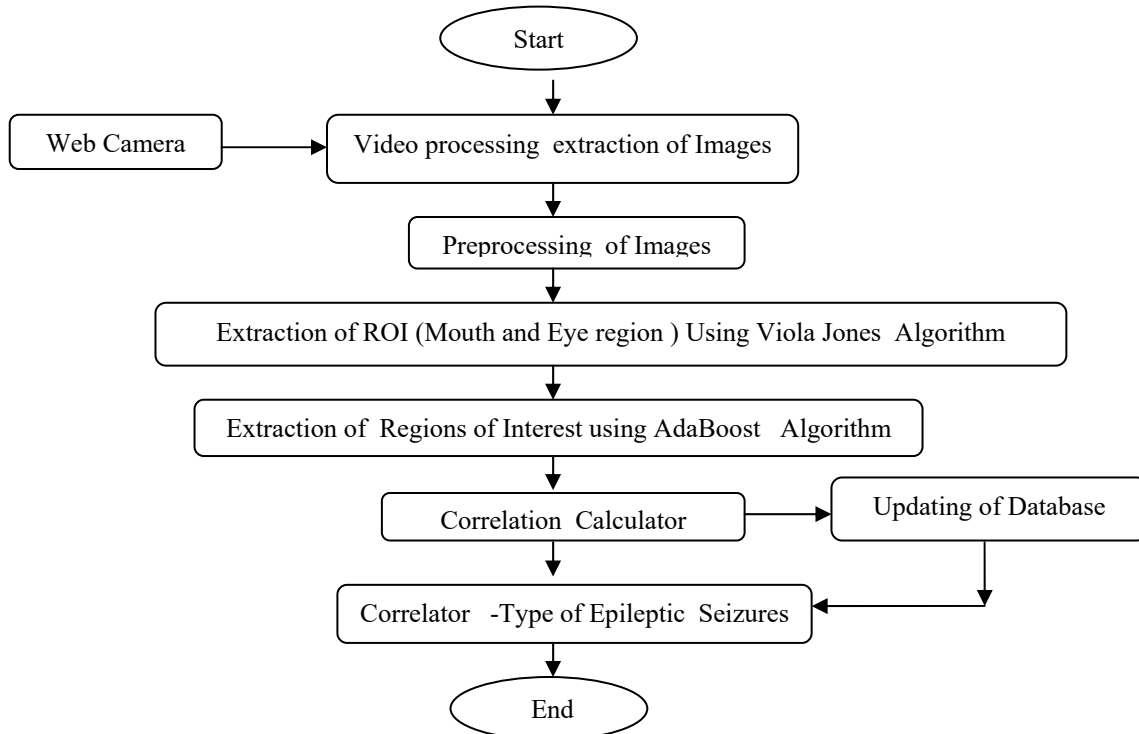 Start
Web Camera
Video processing extraction of Images
Preprocessing of Images
Extraction of ROI (Mouth and Eye region ) Using Viola Jones Algorithm
Extraction of Regions of Interest using AdaBoost Algorithm
Correlation Calculator
Updating of Database
Correlator -Type of Epileptic Seizures
End